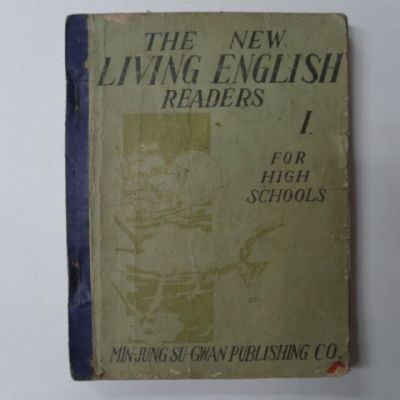 THE NEW
LIVING ENGLISH
READERS
I.
FOR
HIGH
SCHOOLS
MIN-JUNG SU-GWAN PUBLISHING CO.